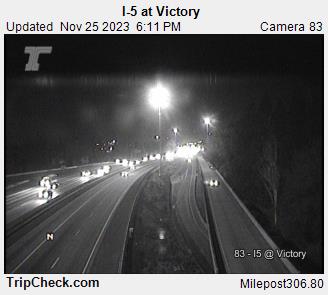 I-5 at Victory
Updated Nov 25 2023 6:11 PM Camera 83
T
N
83 - I5 @ Victory
TripCheck.com Milepost306.80